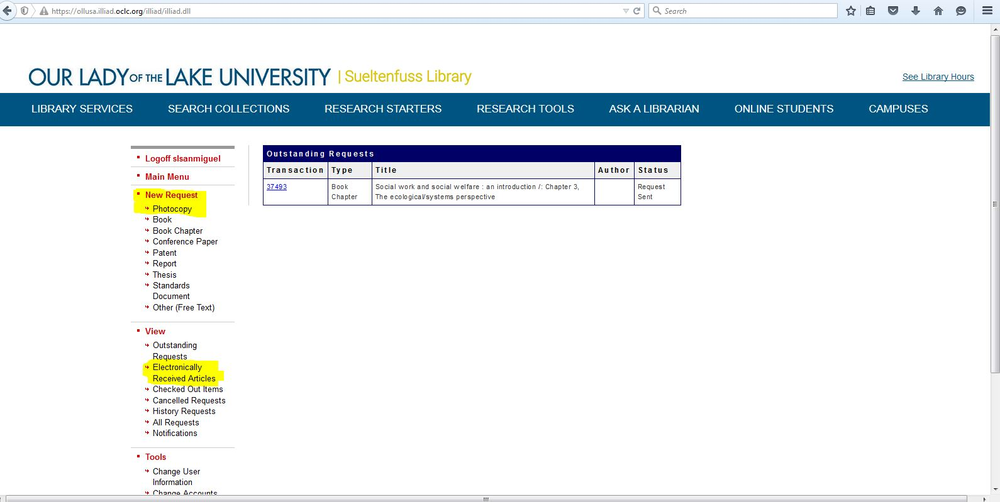 https://ollusa.illiad.oclc.org/illiad/illiad.dll
Search
OUR LADY OF THE LAKE UNIVERSITY | Sueltenfuss Library
See Library Hours
LIBRARY SERVICES SEARCH COLLECTIONS RESEARCH STARTERS RESEARCH TOOLS ASK A LIBRARIAN ONLINE STUDENTS CAMPUSES
Logoff slsanmiguel
Main Menu
New Request
Photocopy
Book
Book Chapter
Conference Paper
Patent
Report
Thesis
Standards
Document
Other (Free Text)
View
Outstanding
Requests
Electronically
Received Articles
Checked Out Items
Cancelled Requests
History Requests
All Requests
Notifications
Tools
Change User
Information
Change Accounts
Outstanding Requests
Transaction Type Title Author Status
37493 Book Social work and social welfare : an introduction /: Chapter 3, Request
Chapter The ecological/systems perspective Sent